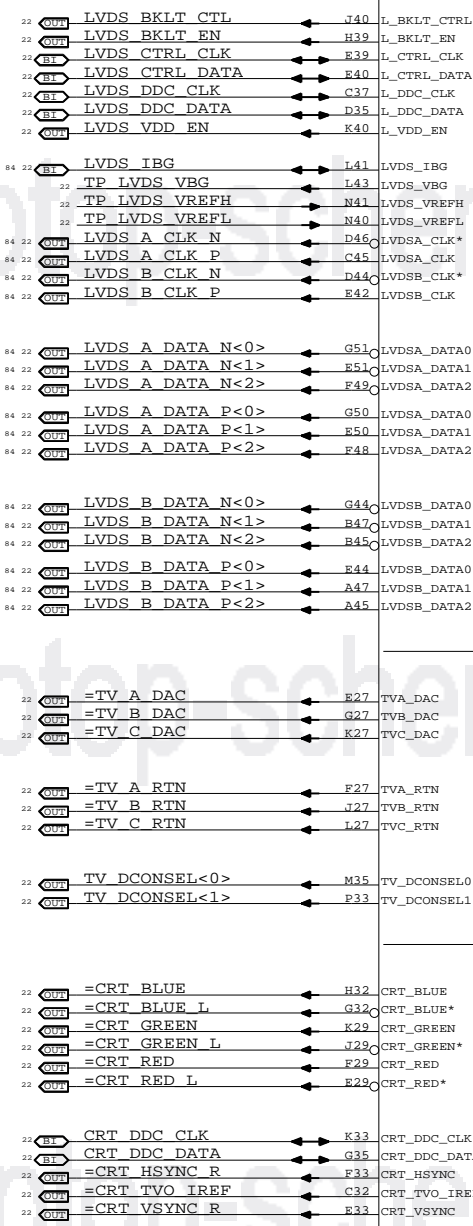 22 OUT LVDS_BKLT_CTL J40 L_BKLT_CTRL
22 OUT LVDS_BKLT_EN H39 L_BKLT_EN
22 BI LVDS_CTRL_CLK E39 L_CTRL_CLK
22 BI LVDS_CTRL_DATA E40 L_CTRL_DATA
22 BI LVDS_DDC_CLK C37 L_DDC_CLK
22 BI LVDS_DDC_DATA D35 L_DDC_DATA
22 OUT LVDS_VDD_EN K40 L_VDD_EN
84 22 BI LVDS_IBG L41 LVDS_IBG
22 TP_LVDS_VBG L43 LVDS_VBG
22 TP_LVDS_VREFH N41 LVDS_VREFH
22 TP_LVDS_VREFL N40 LVDS_VREFL
84 22 OUT LVDS_A_CLK_N D46 LVDSA_CLK*
84 22 OUT LVDS_A_CLK_P C45 LVDSA_CLK
84 22 OUT LVDS_B_CLK_N D44 LVDSB_CLK*
84 22 OUT LVDS_B_CLK_P E42 LVDSB_CLK
84 22 OUT LVDS_A_DATA_N<0> G51 LVDSA_DATA0
84 22 OUT LVDS_A_DATA_N<1> E51 LVDSA_DATA1
84 22 OUT LVDS_A_DATA_N<2> F49 LVDSA_DATA2
84 22 OUT LVDS_A_DATA_P<0> G50 LVDSA_DATA0
84 22 OUT LVDS_A_DATA_P<1> E50 LVDSA_DATA1
84 22 OUT LVDS_A_DATA_P<2> F48 LVDSA_DATA2
84 22 OUT LVDS_B_DATA_N<0> G44 LVDSB_DATA0
84 22 OUT LVDS_B_DATA_N<1> B47 LVDSB_DATA1
84 22 OUT LVDS_B_DATA_N<2> B45 LVDSB_DATA2
84 22 OUT LVDS_B_DATA_P<0> E44 LVDSB_DATA0
84 22 OUT LVDS_B_DATA_P<1> A47 LVDSB_DATA1
84 22 OUT LVDS_B_DATA_P<2> A45 LVDSB_DATA2
22 OUT =TV_A_DAC E27 TVA_DAC
22 OUT =TV_B_DAC G27 TVB_DAC
22 OUT =TV_C_DAC K27 TVC_DAC
22 OUT =TV_A_RTN F27 TVA_RTN
22 OUT =TV_B_RTN J27 TVB_RTN
22 OUT =TV_C_RTN L27 TVC_RTN
22 OUT TV_DCONSEL<0> M35 TV_DCONSEL0
22 OUT TV_DCONSEL<1> P33 TV_DCONSEL1
22 OUT =CRT_BLUE H32 CRT_BLUE
22 OUT =CRT_BLUE_L G32 CRT_BLUE*
22 OUT =CRT_GREEN K29 CRT_GREEN
22 OUT =CRT_GREEN_L J29 CRT_GREEN*
22 OUT =CRT_RED F29 CRT_RED
22 OUT =CRT_RED_L E29 CRT_RED*
22 BI CRT_DDC_CLK K33 CRT_DDC_CLK
22 BI CRT_DDC_DATA G35 CRT_DDC_DAT
22 OUT =CRT_HSYNC_R F33 CRT_HSYNC
22 OUT =CRT_TVO_IREF C32 CRT_TVO_IRE
22 OUT =CRT_VSYNC_R E33 CRT_VSYNC